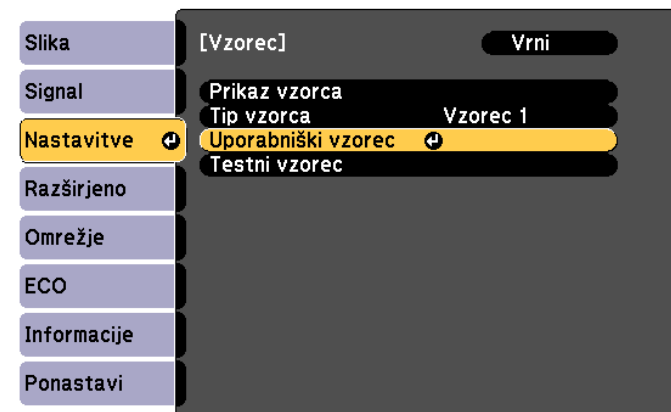 Slika
Signal
Nastavitve
Razširjeno
Omrežje
ECO
Informacije
Ponastavi
[Vzorec] Vrni
Prikaz vzorca
Tip vzorca Vzorec 1
Uporabniški vzorec
Testni vzorec